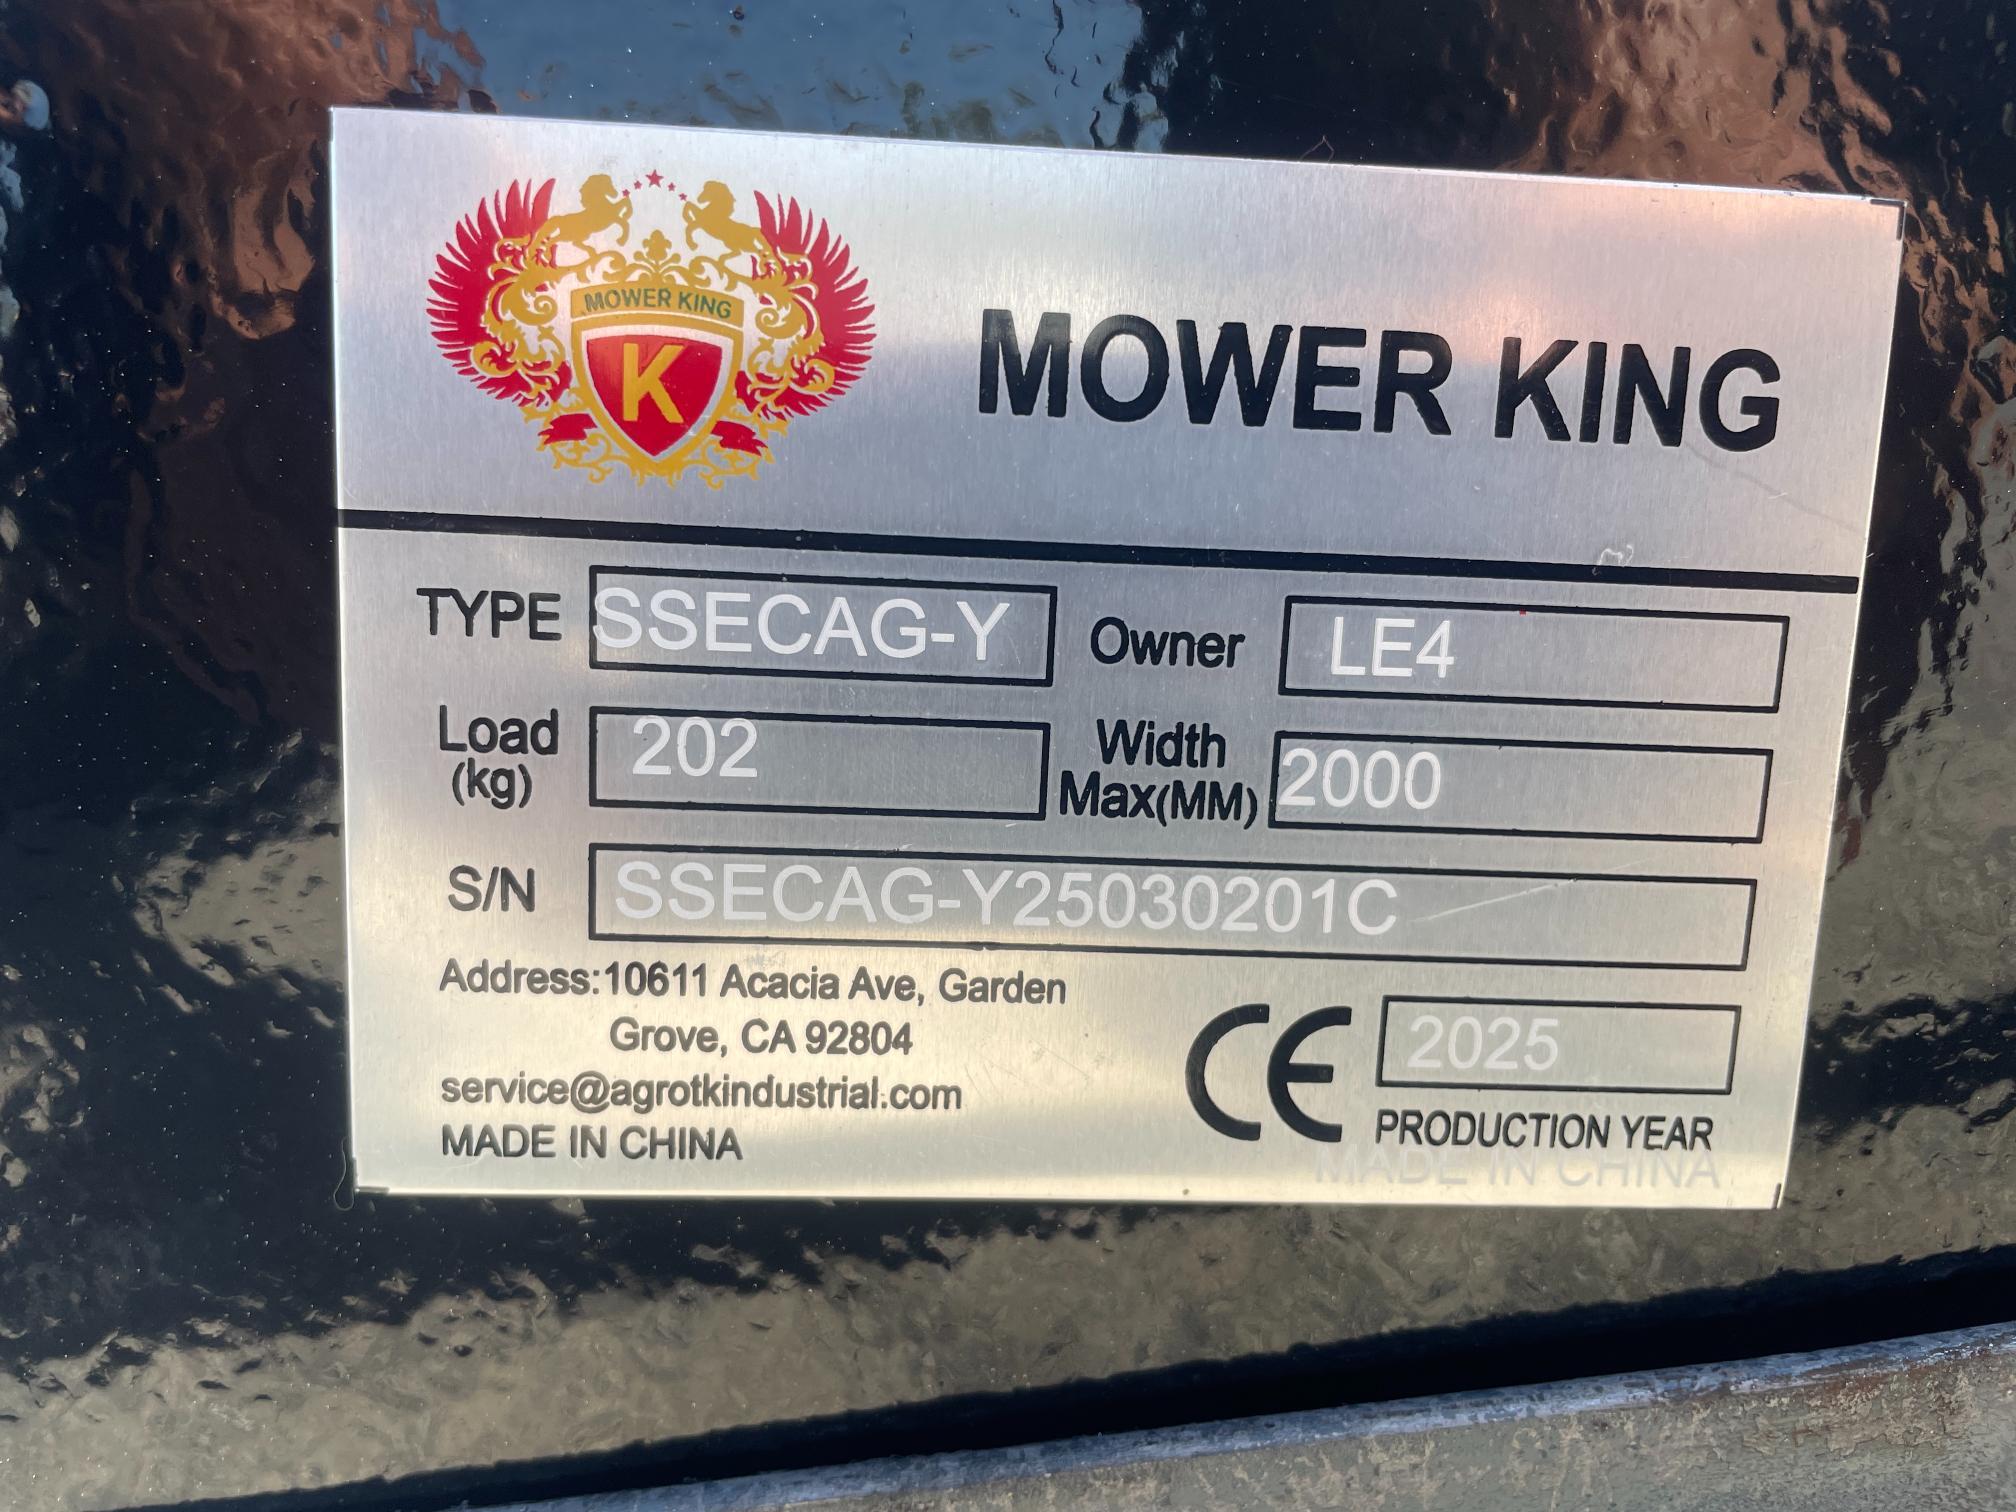 MOWER KING
K
MOWER KING
TYPE SSECAG-Y Owner LE4
Load (kg) 202 Width Max(MM) 2000
S/N SSECAG-Y25030201C
Address:10611 Acacia Ave, Garden
Grove, CA 92804
service@agrotkindustrial.com
MADE IN CHINA
CE 2025
PRODUCTION YEAR
MADE IN CHINA